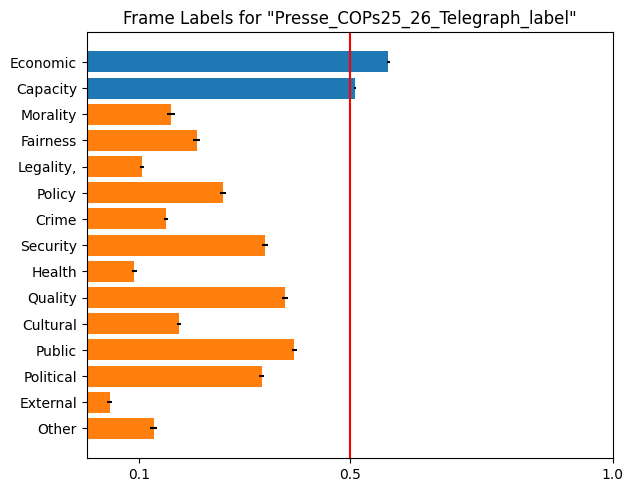 Frame Labels for "Presse_COPs25_26_Telegraph_label"
Economic
Capacity
Morality
Fairness
Legality,
Policy
Crime
Security
Health
Quality
Cultural
Public
Political
External
Other
0.1 0.5 1.0